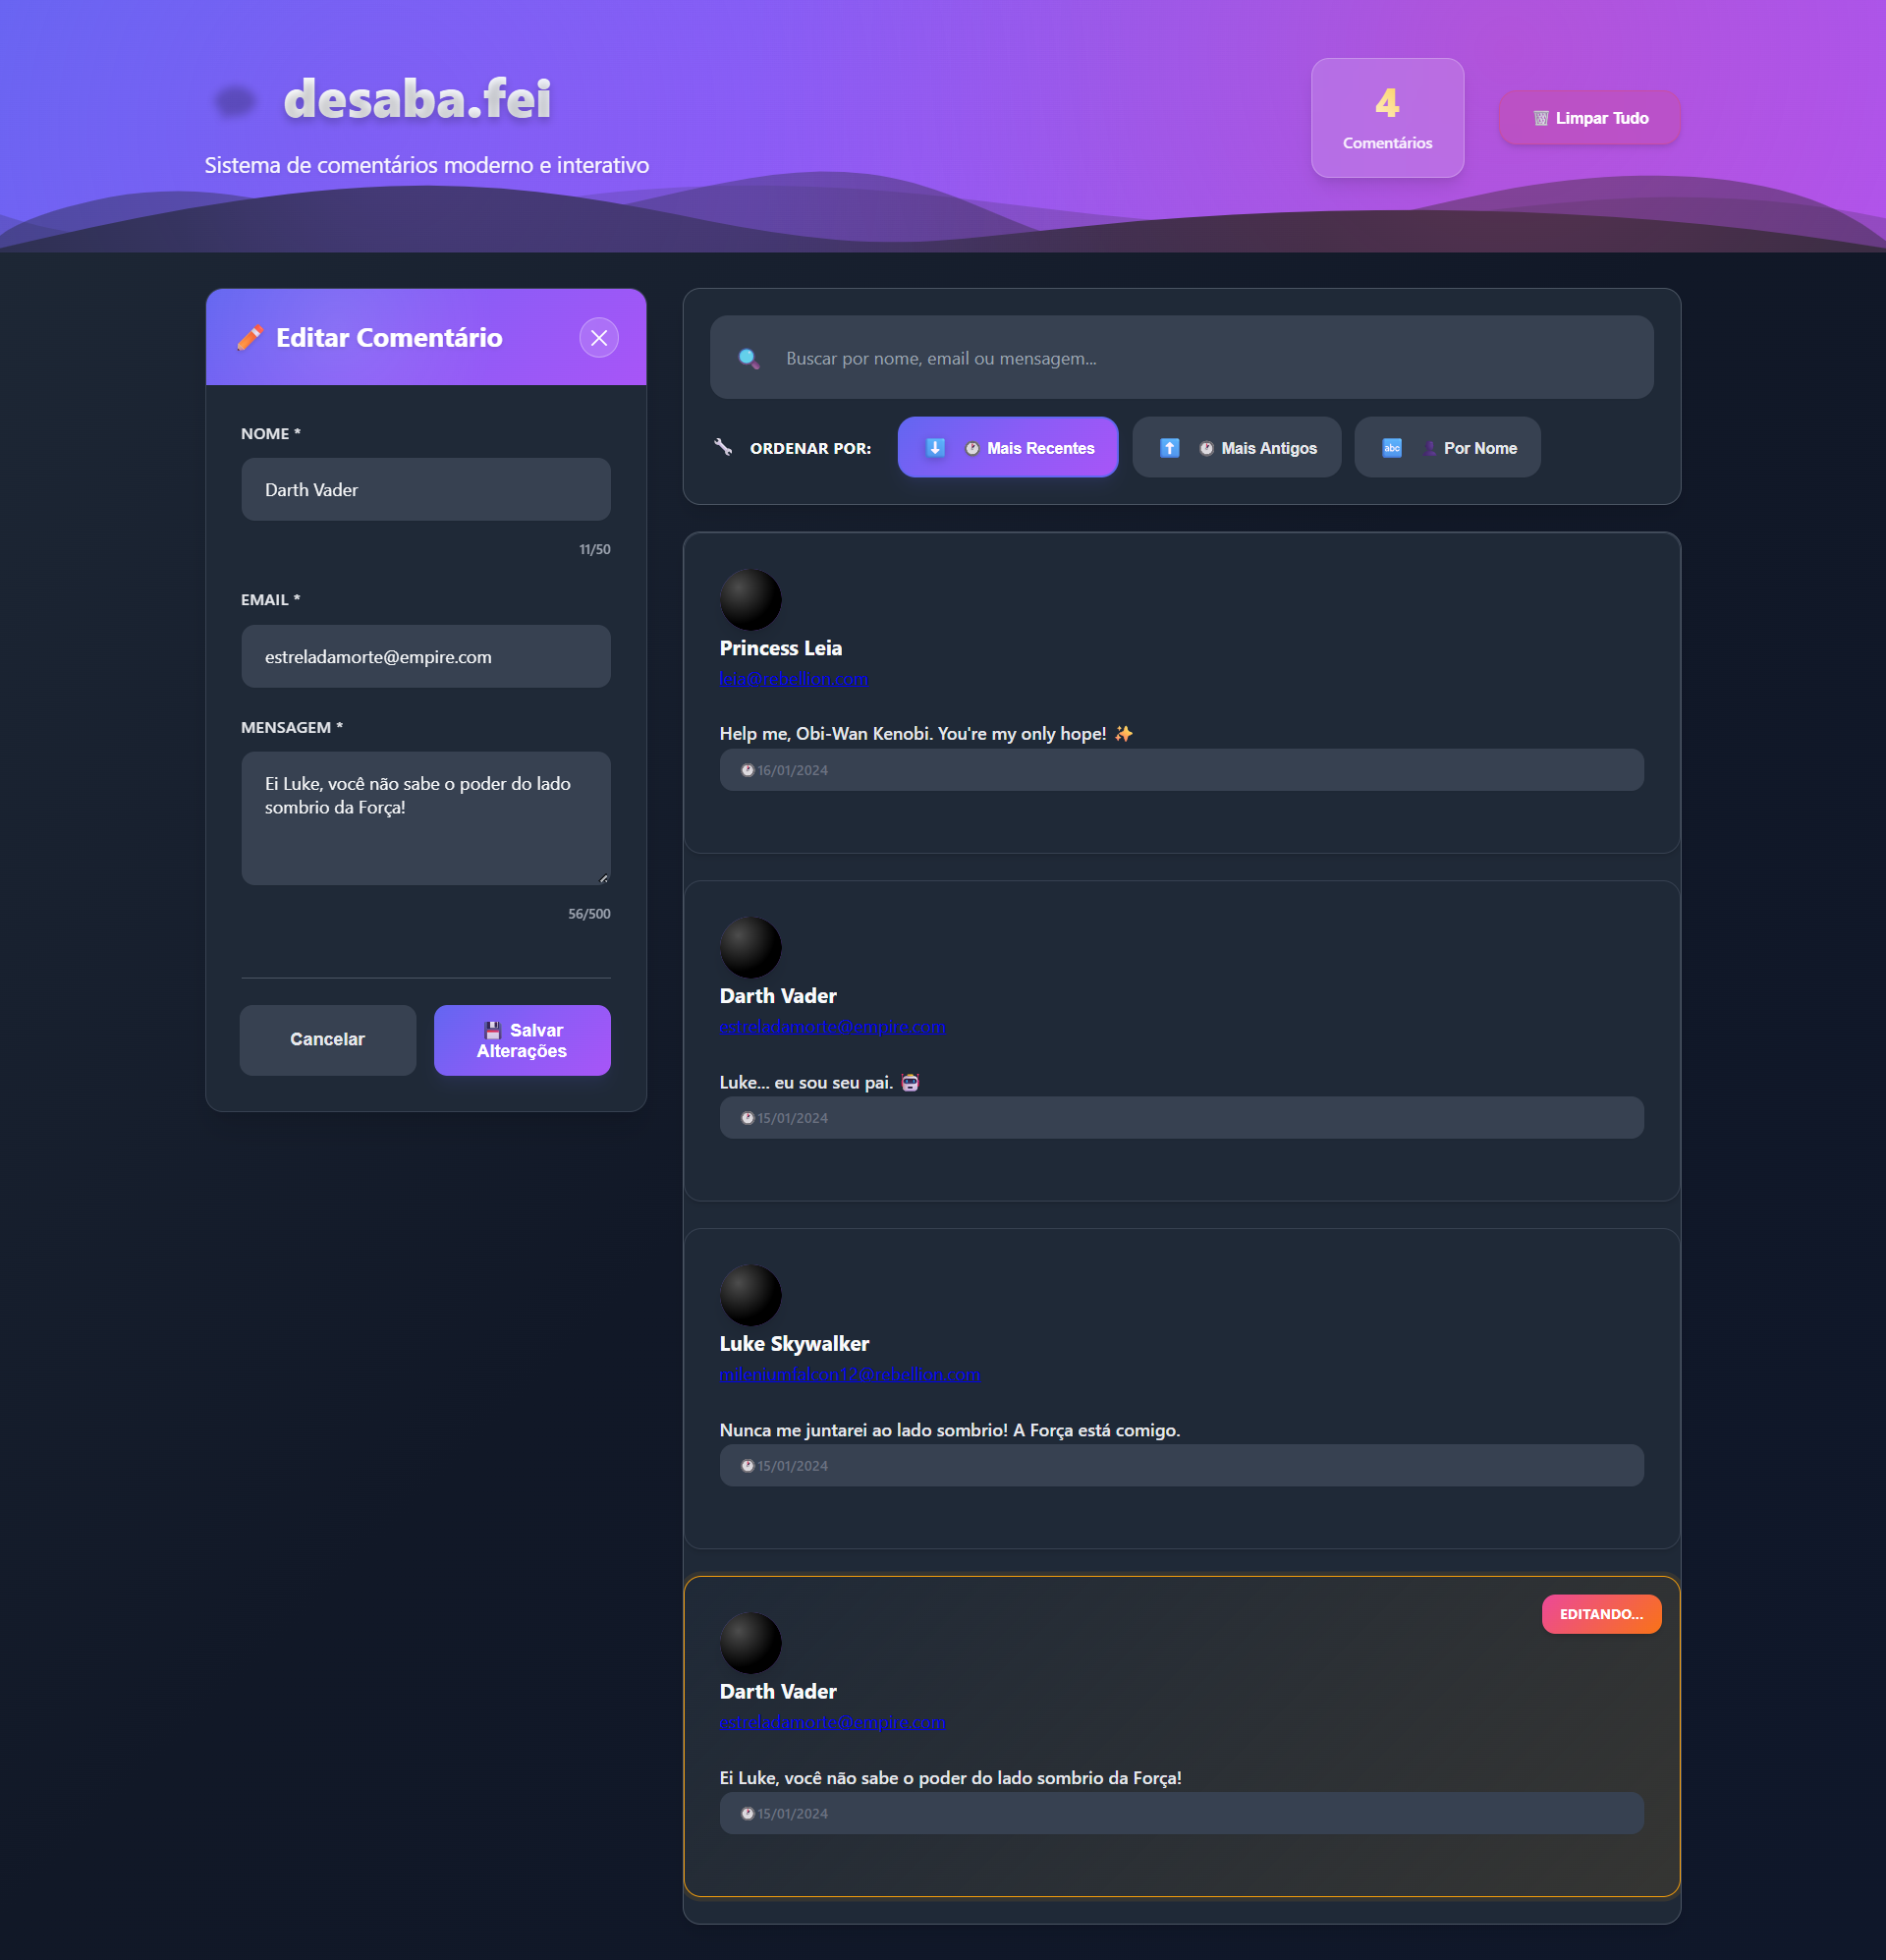 desaba.fei
Sistema de comentários moderno e interativo
4
Comentários
🗑️ Limpar Tudo
✏️ Editar Comentário
NOME *
Darth Vader
11/50
EMAIL *
estreladamorte@empire.com
MENSAGEM *
Ei Luke, você não sabe o poder do lado
sombrio da Força!
56/500
Cancelar
💾 Salvar
Alterações
🔍 Buscar por nome, email ou mensagem...
🔧 ORDENAR POR: ⬇️ 🕐 Mais Recentes ⬆️ 🕐 Mais Antigos 🔤 👤 Por Nome
Princess Leia
leia@rebellion.com
Help me, Obi-Wan Kenobi. You're my only hope! ✨
🕐 16/01/2024
Darth Vader
estreladamorte@empire.com
Luke... eu sou seu pai. 🤖
🕐 15/01/2024
Luke Skywalker
mileniumfalcon12@rebellion.com
Nunca me juntarei ao lado sombrio! A Força está comigo.
🕐 15/01/2024
EDITANDO...
Darth Vader
estreladamorte@empire.com
Ei Luke, você não sabe o poder do lado sombrio da Força!
🕐 15/01/2024